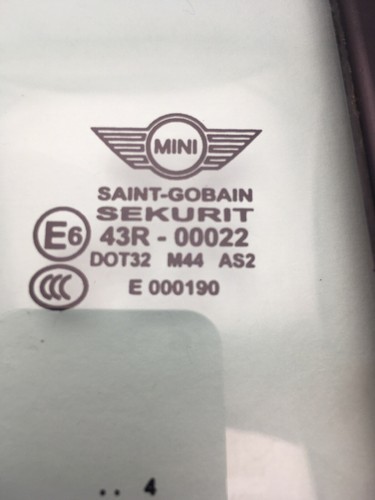 MINI
SAINT-GOBAIN
SEKURIT
E6 43R - 00022
DOT32 M44 AS2
CCC E 000190
.. 4